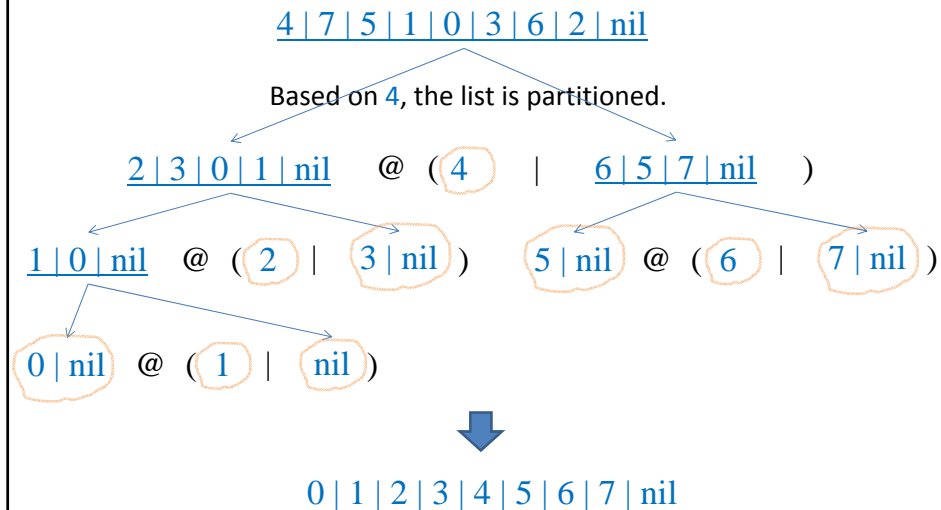 4 | 7 | 5 | 1 | 0 | 3 | 6 | 2 | nil
Based on 4, the list is partitioned.
2 | 3 | 0 | 1 | nil @ ( 4 | 6 | 5 | 7 | nil )
1 | 0 | nil @ ( 2 | 3 | nil ) 5 | nil @ ( 6 | 7 | nil )
0 | nil @ ( 1 | nil )
0 | 1 | 2 | 3 | 4 | 5 | 6 | 7 | nil